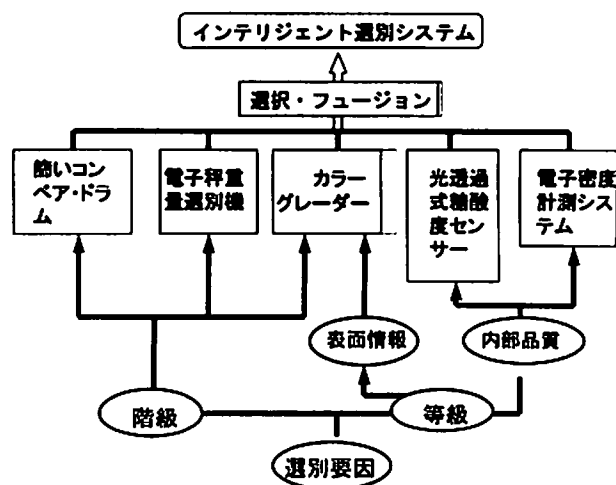 インテリジェント選別システム
選択・フュージョン
篩いコン
ベア・ドラ
ム
電子秤重
量選別機
カラー
グレーダー
光透過
式糖酸
度セン
サー
電子密度
計測シス
テム
表面情報
内部品質
階級
等級
選別要因